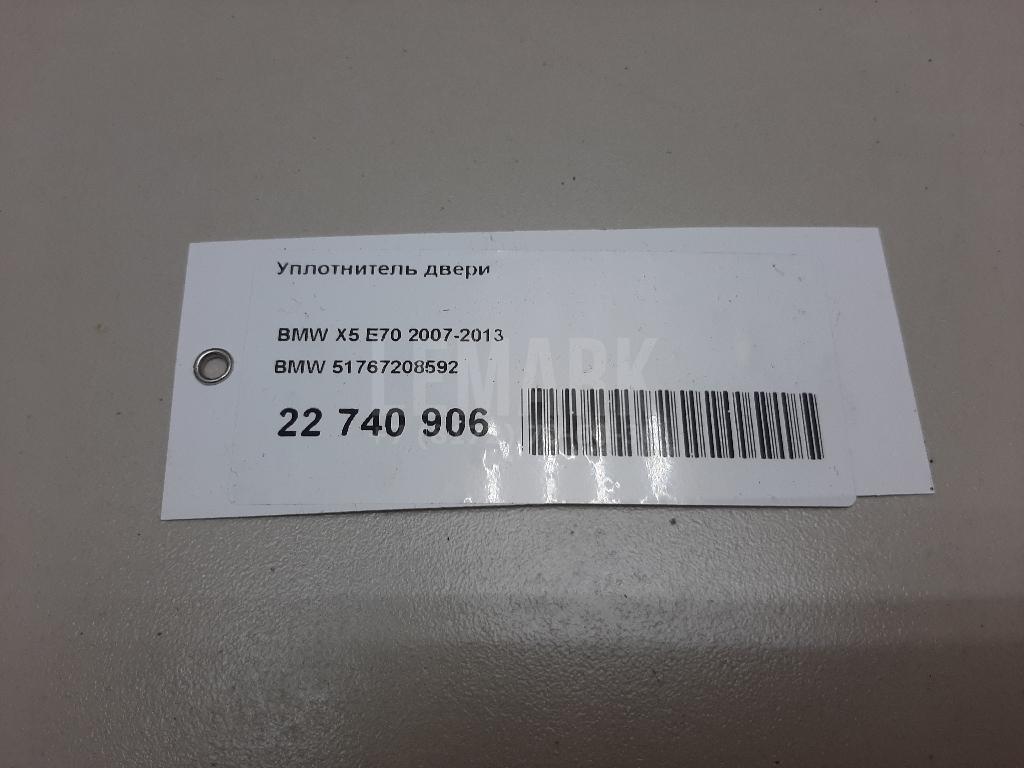 Уплотнитель двери
BMW X5 E70 2007-2013
BMW 51767208592
LEMARK
22 740 906